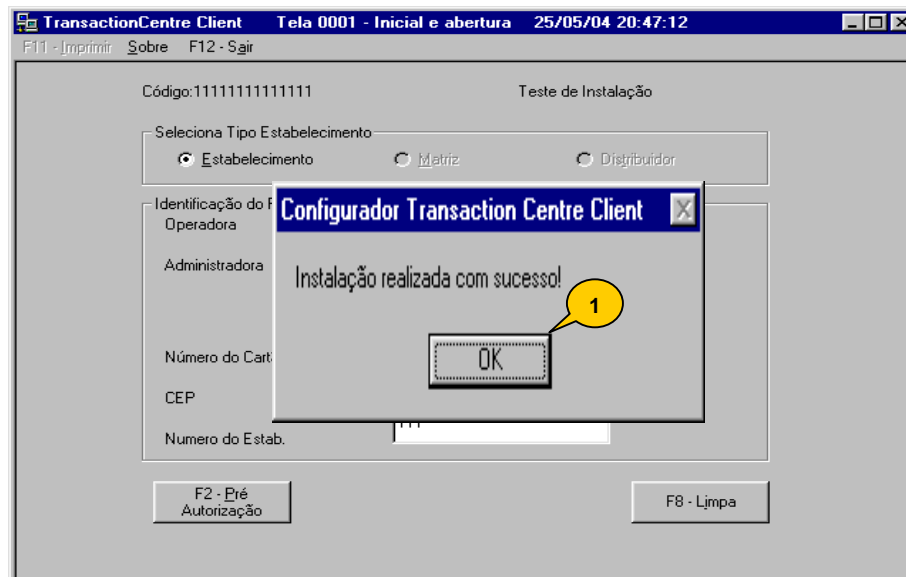 TransactionCentre Client Tela 0001 - Inicial e abertura 25/05/04 20:47:12
F11 - Imprimir Sobre F12 - Sair
Código:11111111111111 Teste de Instalação
Seleciona Tipo Estabelecimento
Estabelecimento Matriz Distribuidor
Identificação do
Operadora
Configurador Transaction Centre Client
Administradora
Instalação realizada com sucesso!
1
OK
Número do
CEP
Numero do Estab.
F2 - Pré
Autorização
F8 - Limpa